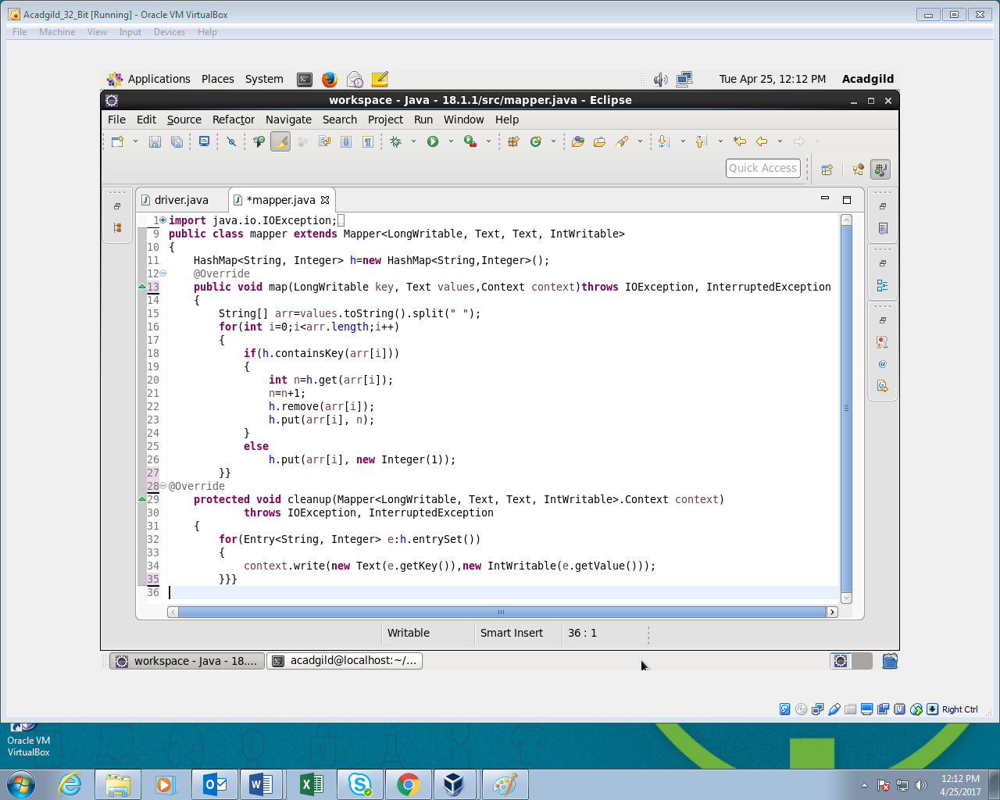 Acadgild_32_Bit [Running] - Oracle VM VirtualBox
File Machine View Input Devices Help
Applications Places System Tue Apr 25, 12:12 PM Acadgild
workspace - Java - 18.1.1/src/mapper.java - Eclipse
File Edit Source Refactor Navigate Search Project Run Window Help
Quick Access
driver.java *mapper.java
1 import java.io.IOException;
9 public class mapper extends Mapper<LongWritable, Text, Text, IntWritable>
10 {
11 HashMap<String, Integer> h=new HashMap<String,Integer>();
12 @Override
13 public void map(LongWritable key, Text values,Context context)throws IOException, InterruptedException
14 {
15 String[] arr=values.toString().split(" ");
16 for(int i=0;i<arr.length;i++)
17 {
18 if(h.containsKey(arr[i]))
19 {
20 int n=h.get(arr[i]);
21 n=n+1;
22 h.remove(arr[i]);
23 h.put(arr[i], n);
24 }
25 else
26 h.put(arr[i], new Integer(1));
27 }}
28 @Override
29 protected void cleanup(Mapper<LongWritable, Text, Text, IntWritable>.Context context)
30 throws IOException, InterruptedException
31 {
32 for(Entry<String, Integer> e:h.entrySet())
33 {
34 context.write(new Text(e.getKey()),new IntWritable(e.getValue()));
35 }}}
36
Writable Smart Insert 36 : 1
workspace - Java - 18.... acadgild@localhost:~/...
Right Ctrl
Oracle VM
VirtualBox
12:12 PM
4/25/2017